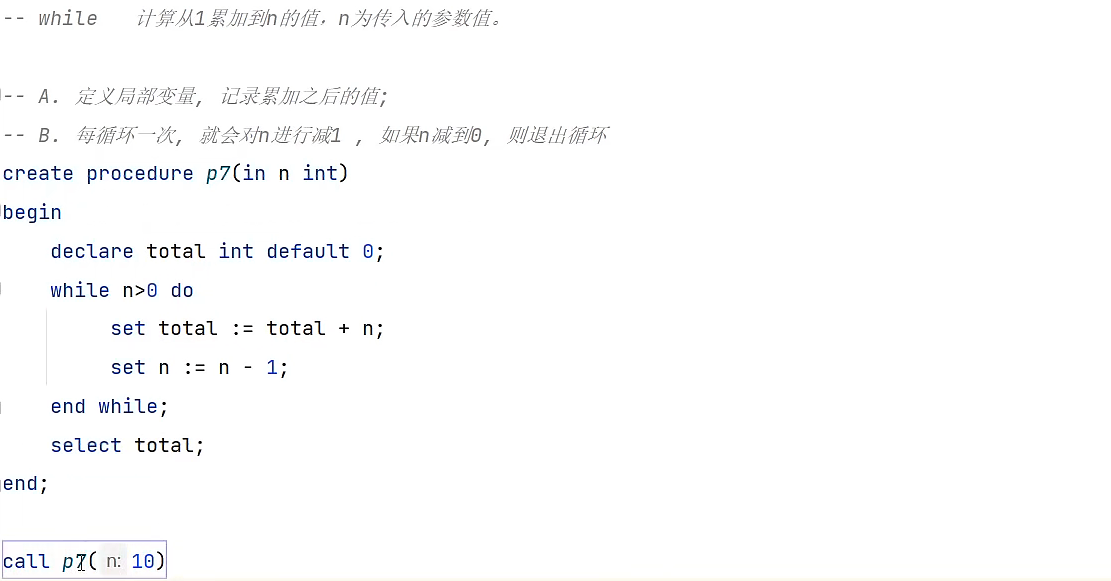 -- while   计算从1累加到n的值，n为传入的参数值。
-- A. 定义局部变量, 记录累加之后的值;
-- B. 每循环一次, 就会对n进行减1 , 如果n减到0, 则退出循环
create procedure p7(in n int)
begin
    declare total int default 0;
    while n>0 do
        set total := total + n;
        set n := n - 1;
    end while;
    select total;
end;
call p7( n: 10)